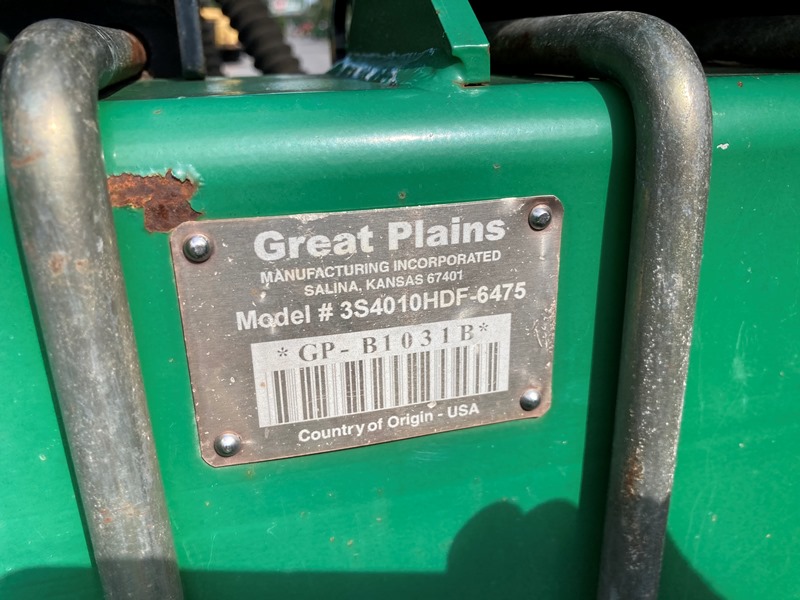 Great Plains
MANUFACTURING INCORPORATED
SALINA, KANSAS 67401
Model # 3S4010HDF-6475
*GP-B1031B*
Country of Origin - USA